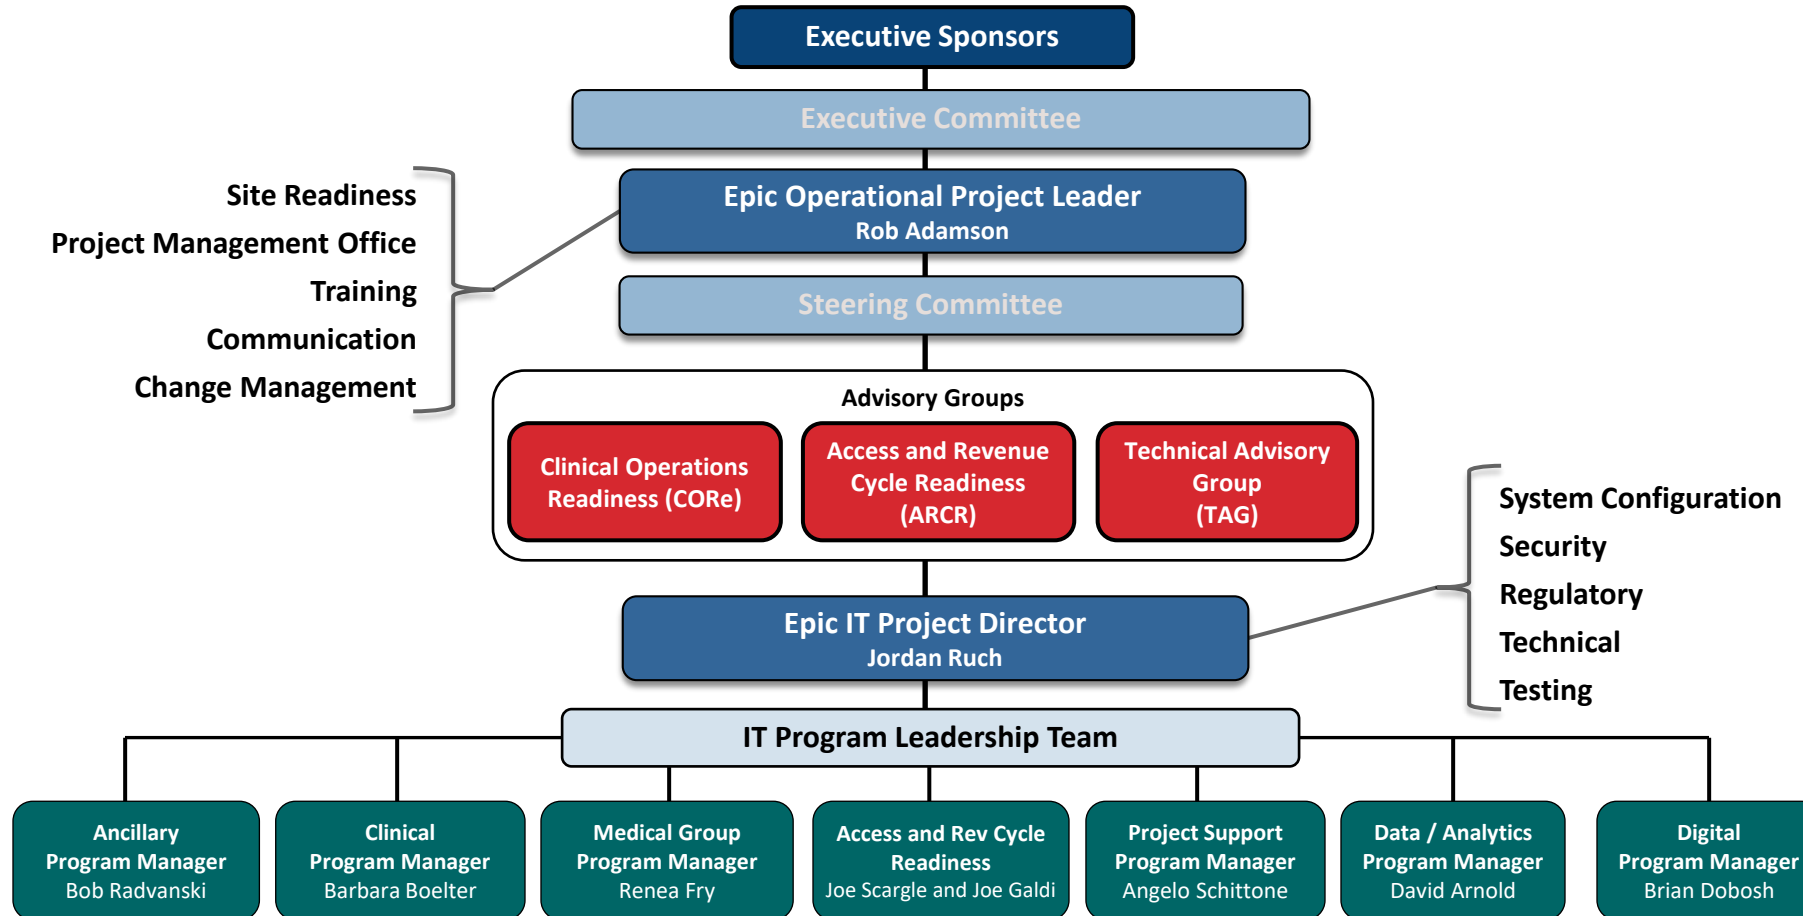 Executive Sponsors
Executive Committee
Epic Operational Project Leader
Rob Adamson
Site Readiness
Project Management Office
Training
Communication
Change Management
Steering Committee
Advisory Groups
Clinical Operations
Readiness (CORe)
Access and Revenue
Cycle Readiness
(ARCR)
Technical Advisory
Group
(TAG)
System Configuration
Security
Regulatory
Technical
Testing
Epic IT Project Director
Jordan Ruch
IT Program Leadership Team
Ancillary
Program Manager
Bob Radvanski
Clinical
Program Manager
Barbara Boelter
Medical Group
Program Manager
Renea Fry
Access and Rev Cycle
Readiness
Joe Scargle and Joe Galdi
Project Support
Program Manager
Angelo Schittone
Data / Analytics
Program Manager
David Arnold
Digital
Program Manager
Brian Dobosh